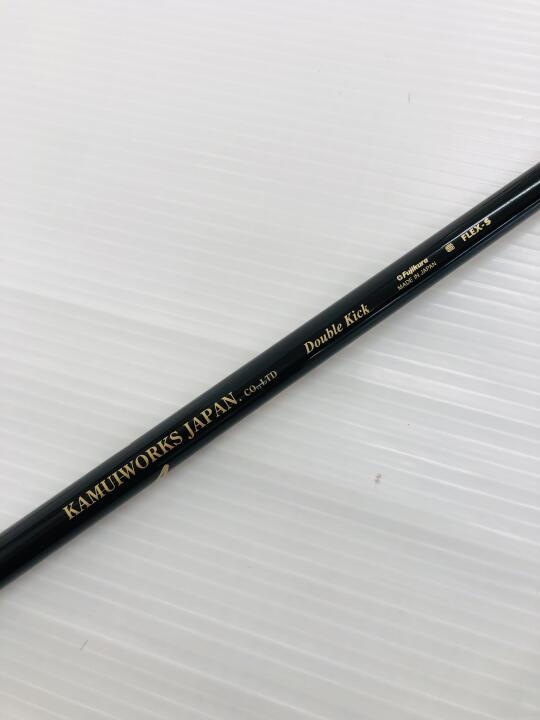 KAMUIWORKS JAPAN. CO.,LTD
Double Kick
Fujikura
MADE IN JAPAN
FLEX-S